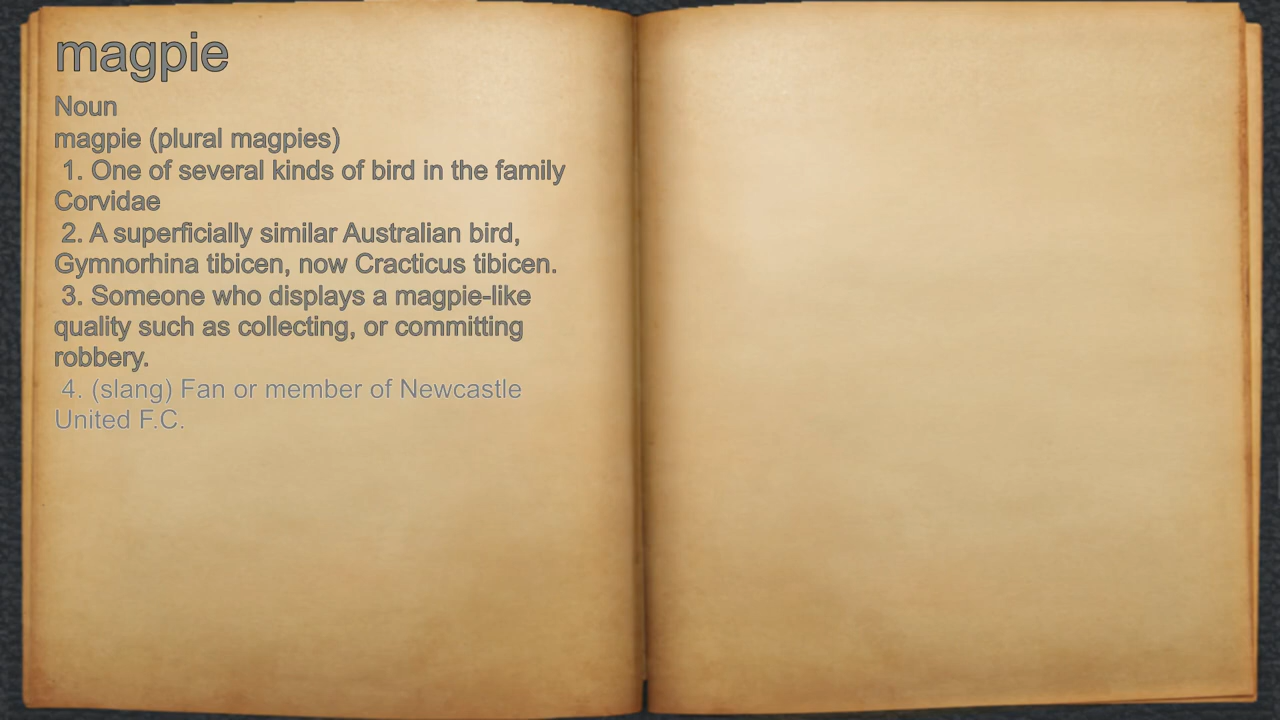 magpie
Noun
magpie (plural magpies)
1. One of several kinds of bird in the family
Corvidae
2. A superficially similar Australian bird,
Gymnorhina tibicen, now Cracticus tibicen.
3. Someone who displays a magpie-like
quality such as collecting, or committing
robbery.
4. (slang) Fan or member of Newcastle
United F.C.